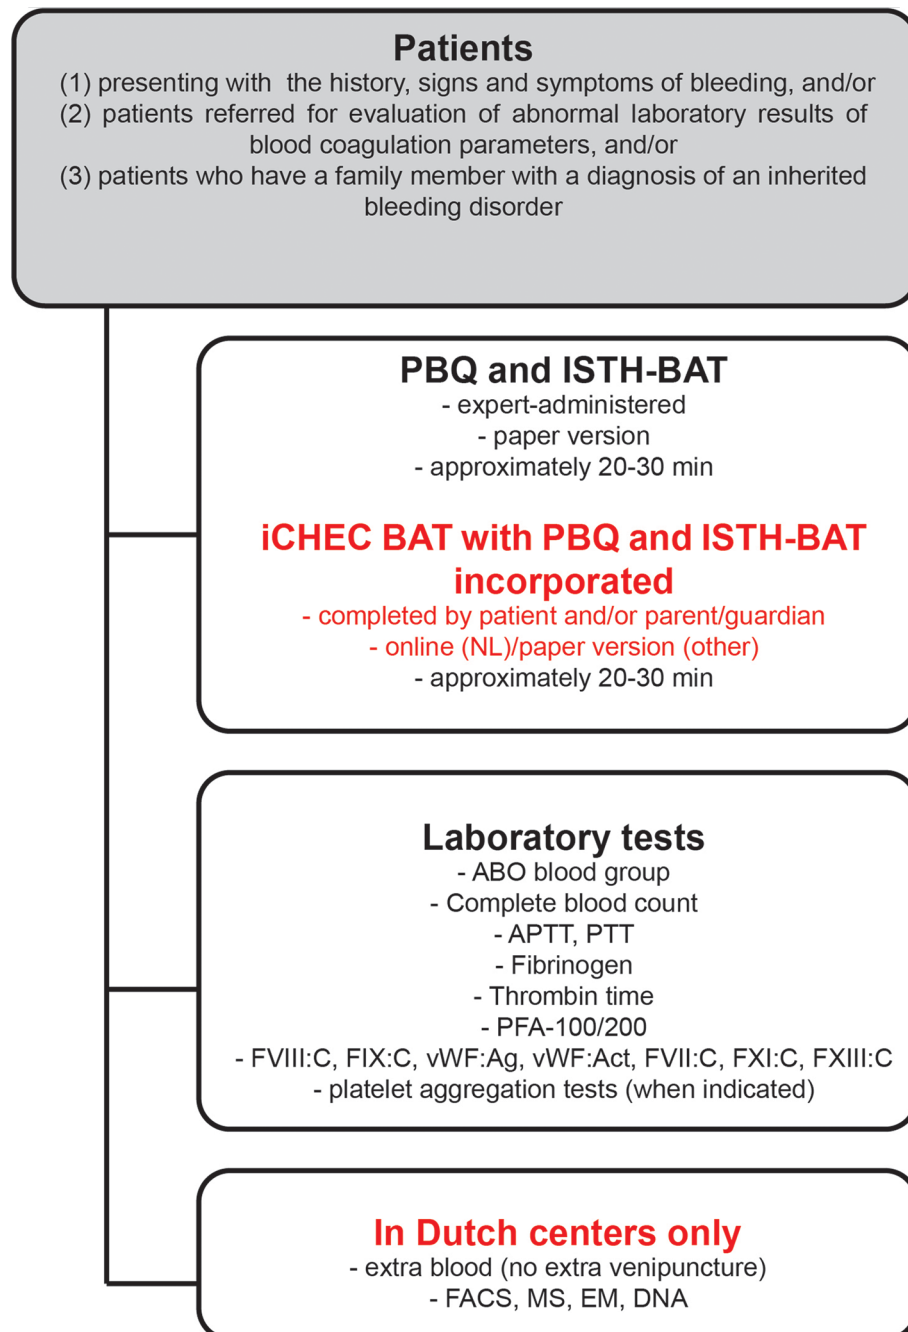 Patients
(1) presenting with the history, signs and symptoms of bleeding, and/or
(2) patients referred for evaluation of abnormal laboratory results of
blood coagulation parameters, and/or
(3) patients who have a family member with a diagnosis of an inherited
bleeding disorder
PBQ and ISTH-BAT
- expert-administered
- paper version
- approximately 20-30 min
iCHEC BAT with PBQ and ISTH-BAT
incorporated
- completed by patient and/or parent/guardian
- online (NL)/paper version (other)
- approximately 20-30 min
Laboratory tests
- ABO blood group
- Complete blood count
- APTT, PTT
- Fibrinogen
- Thrombin time
- PFA-100/200
- FVIII:C, FIX:C, vWF:Ag, vWF:Act, FVII:C, FXI:C, FXIII:C
- platelet aggregation tests (when indicated)
In Dutch centers only
- extra blood (no extra venipuncture)
- FACS, MS, EM, DNA